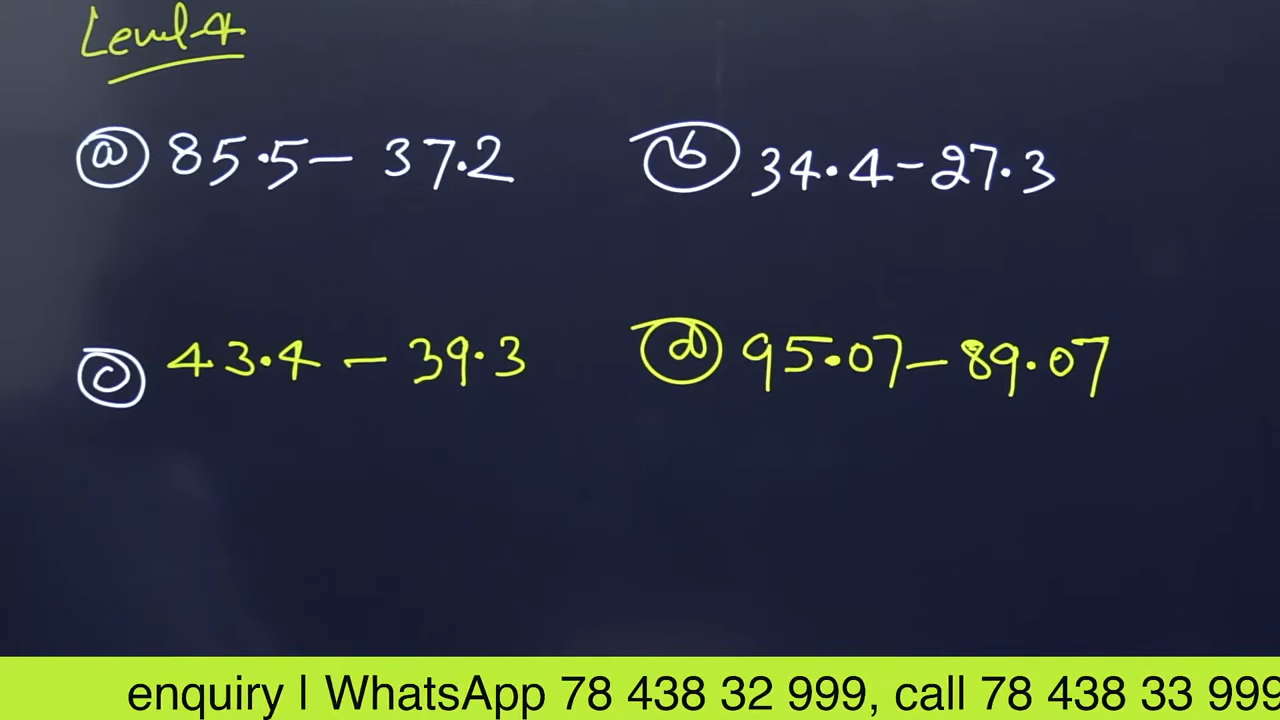 Level-4
(a) 85.5 - 37.2
(b) 34.4 - 27.3
(c) 43.4 - 39.3
(d) 95.07 - 89.07
enquiry | WhatsApp 78 438 32 999, call 78 438 33 999